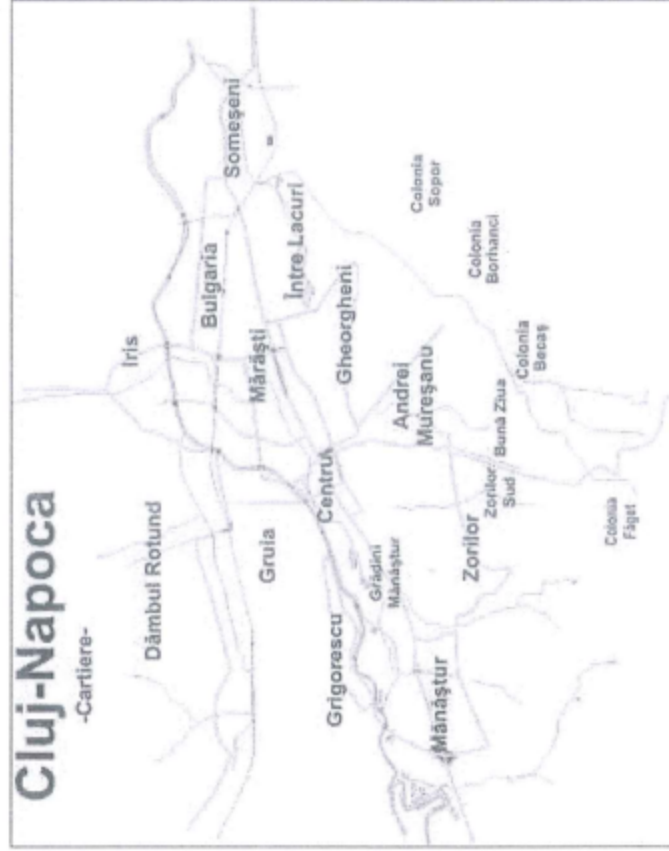 Cluj-Napoca
-Cartiere-
Dâmbul Rotund
Iris
Bulgaria
Someșeni
Gruia
Mărăști
Între Lacuri
Grigorescu
Centru
Gheorgheni
Grădini
Mănăștur
Andrei
Mureșanu
Colonia
Sopor
Mănăștur
Zorilor
Zorilor
Sud
Bună Ziua
Colonia
Borhanci
Colonia
Becaș
Colonia
Făget